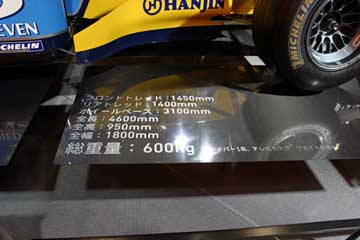 HANJIN
EVEN
MICHELIN
MICHELIN
フロントトレッド：1450mm
リアトレッド：1400mm
ホイールベース：3100mm
全長：4600mm
全高：950mm
全幅：1800mm
総重量：600kg